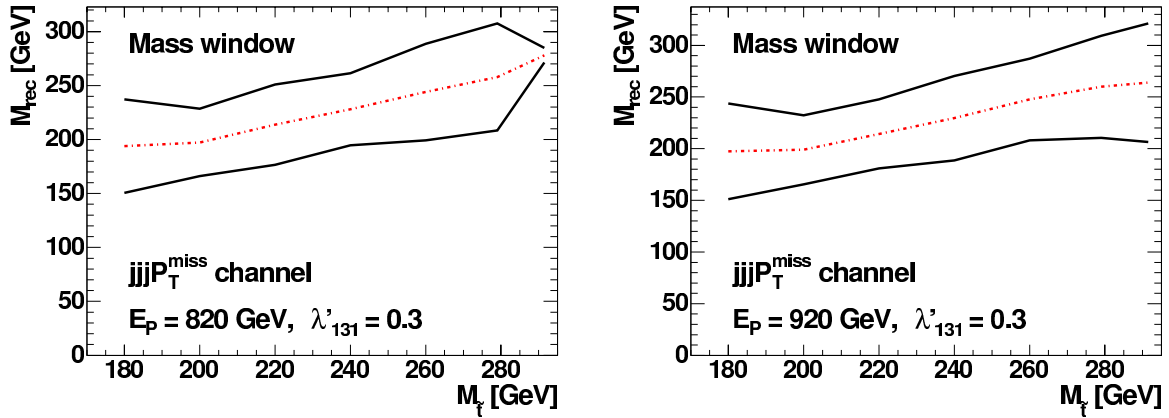 M_rec [GeV]
300
250
200
150
100
50
0
Mass window
jjjP_T^miss channel
E_P = 820 GeV, λ'_131 = 0.3
180 200 220 240 260 280
M_t̃ [GeV]
M_rec [GeV]
300
250
200
150
100
50
0
Mass window
jjjP_T^miss channel
E_P = 920 GeV, λ'_131 = 0.3
180 200 220 240 260 280
M_t̃ [GeV]